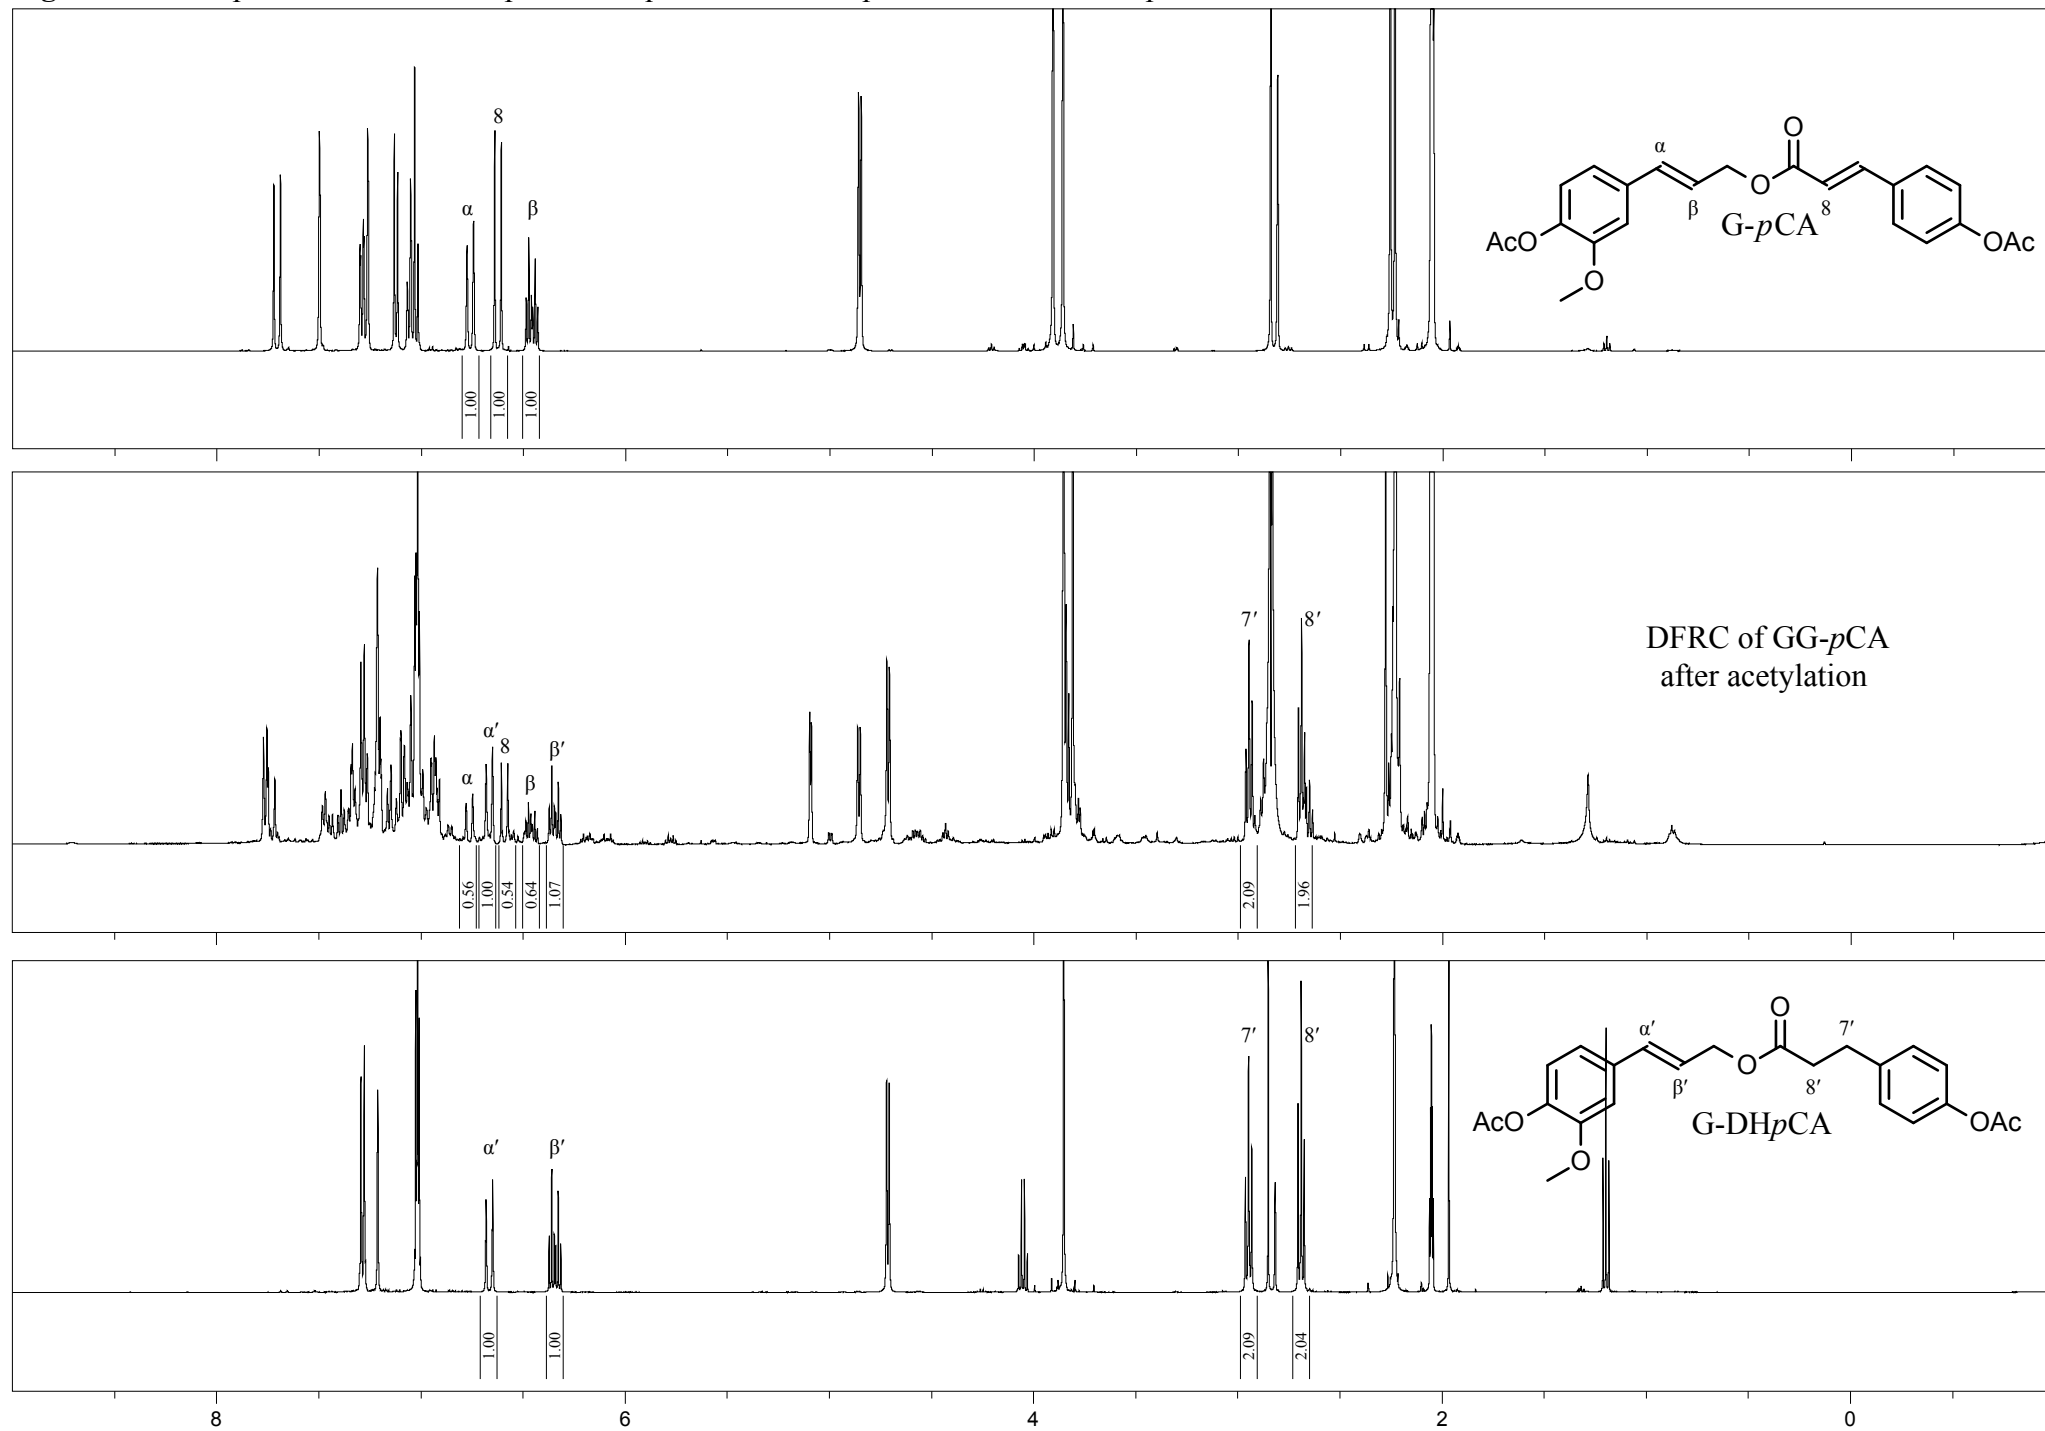 α
8
β
O
α
O
β
8
G-pCA
AcO
O
OAc
1.00
1.00
1.00
7′
8′
DFRC of GG-pCA
after acetylation
α
α′
8
β
β′
0.56
1.00
0.54
0.64
1.07
2.09
1.96
α′
β′
7′
8′
O
α′
7′
O
β′
8′
G-DHpCA
AcO
O
OAc
1.00
1.00
2.09
2.04
8
6
4
2
0